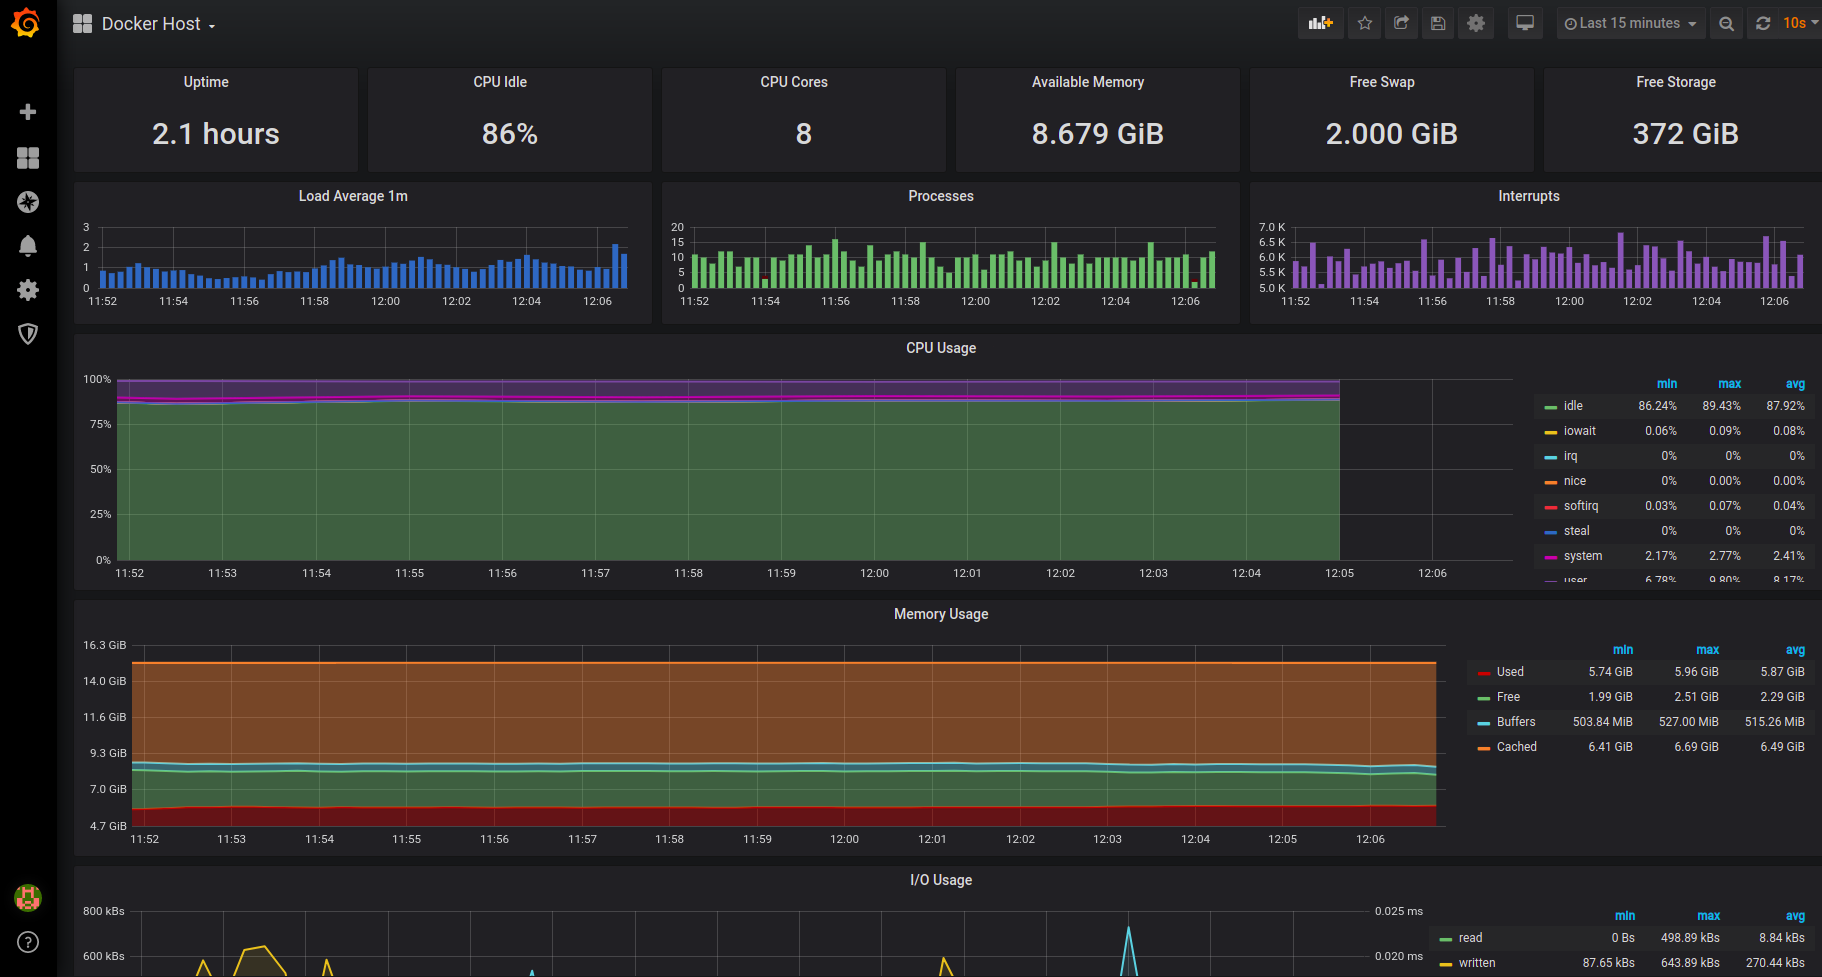 Docker Host
Last 15 minutes
10s
Uptime
2.1 hours
CPU Idle
86%
CPU Cores
8
Available Memory
8.679 GiB
Free Swap
2.000 GiB
Free Storage
372 GiB
Load Average 1m
3
2
1
0
11:52 11:54 11:56 11:58 12:00 12:02 12:04 12:06
Processes
20
15
10
5
0
11:52 11:54 11:56 11:58 12:00 12:02 12:04 12:06
Interrupts
7.0 K
6.5 K
6.0 K
5.5 K
5.0 K
11:52 11:54 11:56 11:58 12:00 12:02 12:04 12:06
CPU Usage
100%
75%
50%
25%
0%
11:52 11:53 11:54 11:55 11:56 11:57 11:58 11:59 12:00 12:01 12:02 12:03 12:04 12:05 12:06
min max avg
idle 86.24% 89.43% 87.92%
iowait 0.06% 0.09% 0.08%
irq 0% 0% 0%
nice 0% 0.00% 0.00%
softirq 0.03% 0.07% 0.04%
steal 0% 0% 0%
system 2.17% 2.77% 2.41%
user 6.78% 9.80% 8.17%
Memory Usage
16.3 GiB
14.0 GiB
11.6 GiB
9.3 GiB
7.0 GiB
4.7 GiB
11:52 11:53 11:54 11:55 11:56 11:57 11:58 11:59 12:00 12:01 12:02 12:03 12:04 12:05 12:06
min max avg
Used 5.74 GiB 5.96 GiB 5.87 GiB
Free 1.99 GiB 2.51 GiB 2.29 GiB
Buffers 503.84 MiB 527.00 MiB 515.26 MiB
Cached 6.41 GiB 6.69 GiB 6.49 GiB
I/O Usage
800 kBs
600 kBs
0.025 ms
0.020 ms
min max avg
read 0 Bs 498.89 kBs 8.84 kBs
written 87.65 kBs 643.89 kBs 270.44 kBs